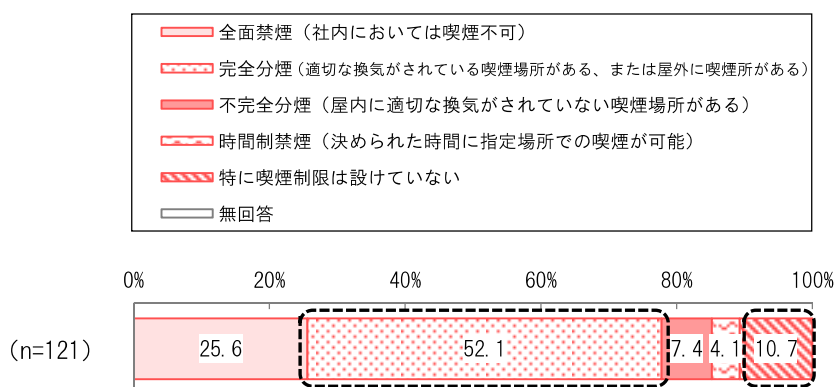 全面禁煙（社内においては喫煙不可）
完全分煙（適切な換気がされている喫煙場所がある、または屋外に喫煙所がある）
不完全分煙（屋内に適切な換気がされていない喫煙場所がある）
時間制禁煙（決められた時間に指定場所での喫煙が可能）
特に喫煙制限は設けていない
無回答
0% 20% 40% 60% 80% 100%
(n=121) 25.6 52.1 7.4 4.1 10.7